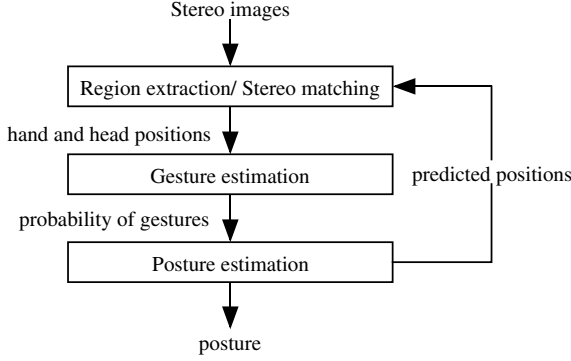 Stereo images
Region extraction/ Stereo matching
hand and head positions
Gesture estimation
predicted positions
probability of gestures
Posture estimation
posture